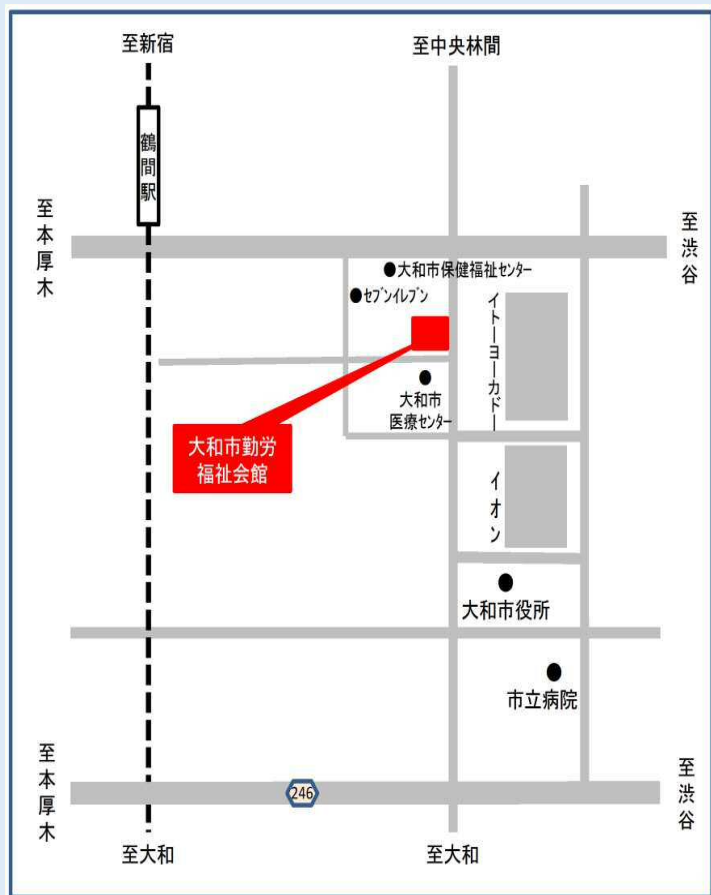 至新宿
至中央林間
鶴間駅
至本厚木
至渋谷
大和市保健福祉センター
セブンイレブン
イトーヨーカドー
大和市
医療センター
大和市勤労
福祉会館
イオン
大和市役所
市立病院
至本厚木
246
至渋谷
至大和
至大和